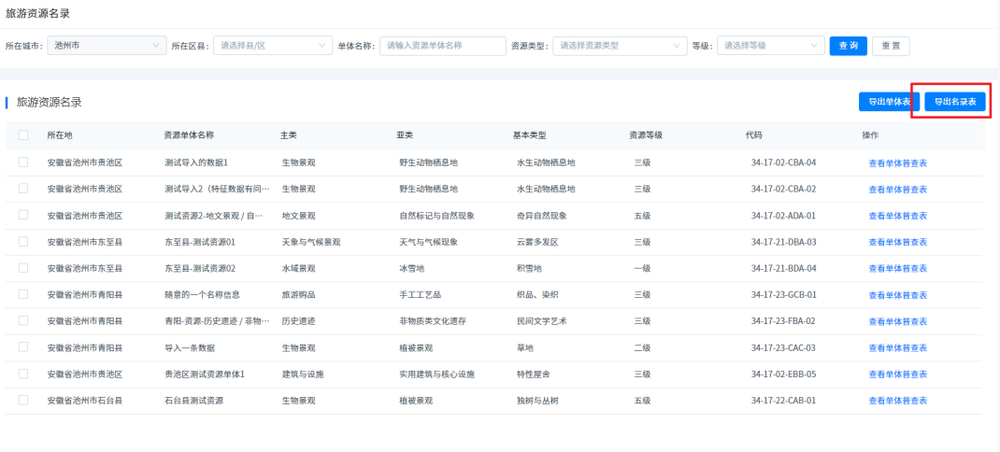 旅游资源名录
所在城市: 池州市 所在区县: 请选择县/区 单体名称: 请输入资源单体名称 资源类型: 请选择资源类型 等级: 请选择等级 查 询 重 置
旅游资源名录 导出单体表 导出名录表
所在地 资源单体名称 主类 亚类 基本类型 资源等级 代码 操作
安徽省池州市贵池区 测试导入的数据1 生物景观 野生动物栖息地 水生动物栖息地 三级 34-17-02-CBA-04 查看单体普查表
安徽省池州市贵池区 测试导入2（特征数据有问… 生物景观 野生动物栖息地 水生动物栖息地 三级 34-17-02-CBA-02 查看单体普查表
安徽省池州市贵池区 测试资源2-地文景观 / 自… 地文景观 自然标记与自然现象 奇异自然现象 五级 34-17-02-ADA-01 查看单体普查表
安徽省池州市东至县 东至县-测试资源01 天象与气候景观 天气与气候现象 云雾多发区 三级 34-17-21-DBA-03 查看单体普查表
安徽省池州市东至县 东至县-测试资源02 水域景观 冰雪地 积雪地 一级 34-17-21-BDA-04 查看单体普查表
安徽省池州市青阳县 随意的一个名称信息 旅游购品 手工工艺品 织品、染织 三级 34-17-23-GCB-01 查看单体普查表
安徽省池州市青阳县 青阳-资源-历史遗迹 / 非物… 历史遗迹 非物质类文化遗存 民间文学艺术 三级 34-17-23-FBA-02 查看单体普查表
安徽省池州市青阳县 导入一条数据 生物景观 植被景观 草地 二级 34-17-23-CAC-03 查看单体普查表
安徽省池州市贵池区 贵池区测试资源单体1 建筑与设施 实用建筑与核心设施 特性屋舍 三级 34-17-02-EBB-05 查看单体普查表
安徽省池州市石台县 石台县测试资源 生物景观 植被景观 独树与丛树 五级 34-17-22-CAB-01 查看单体普查表